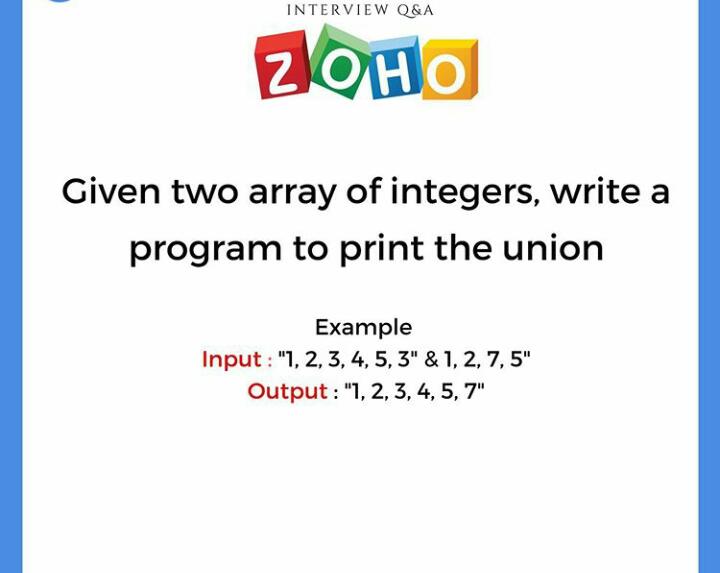 INTERVIEW Q&A
ZOHO
Given two array of integers, write a
program to print the union
Example
Input : "1, 2, 3, 4, 5, 3" & 1, 2, 7, 5"
Output : "1, 2, 3, 4, 5, 7"